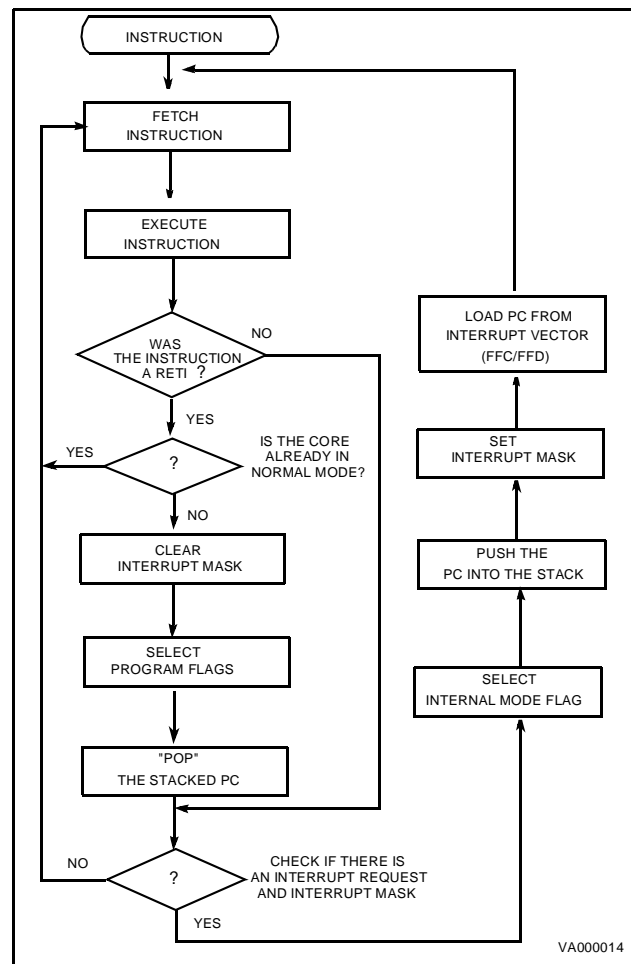 INSTRUCTION
FETCH
INSTRUCTION
EXECUTE
INSTRUCTION
WAS
THE INSTRUCTION
A RETI ?
NO
YES
YES
?
IS THE CORE
ALREADY IN
NORMAL MODE?
NO
CLEAR
INTERRUPT MASK
SELECT
PROGRAM FLAGS
"POP"
THE STACKED PC
NO
?
CHECK IF THERE IS
AN INTERRUPT REQUEST
AND INTERRUPT MASK
YES
LOAD PC FROM
INTERRUPT VECTOR
(FFC/FFD)
SET
INTERRUPT MASK
PUSH THE
PC INTO THE STACK
SELECT
INTERNAL MODE FLAG
VA000014